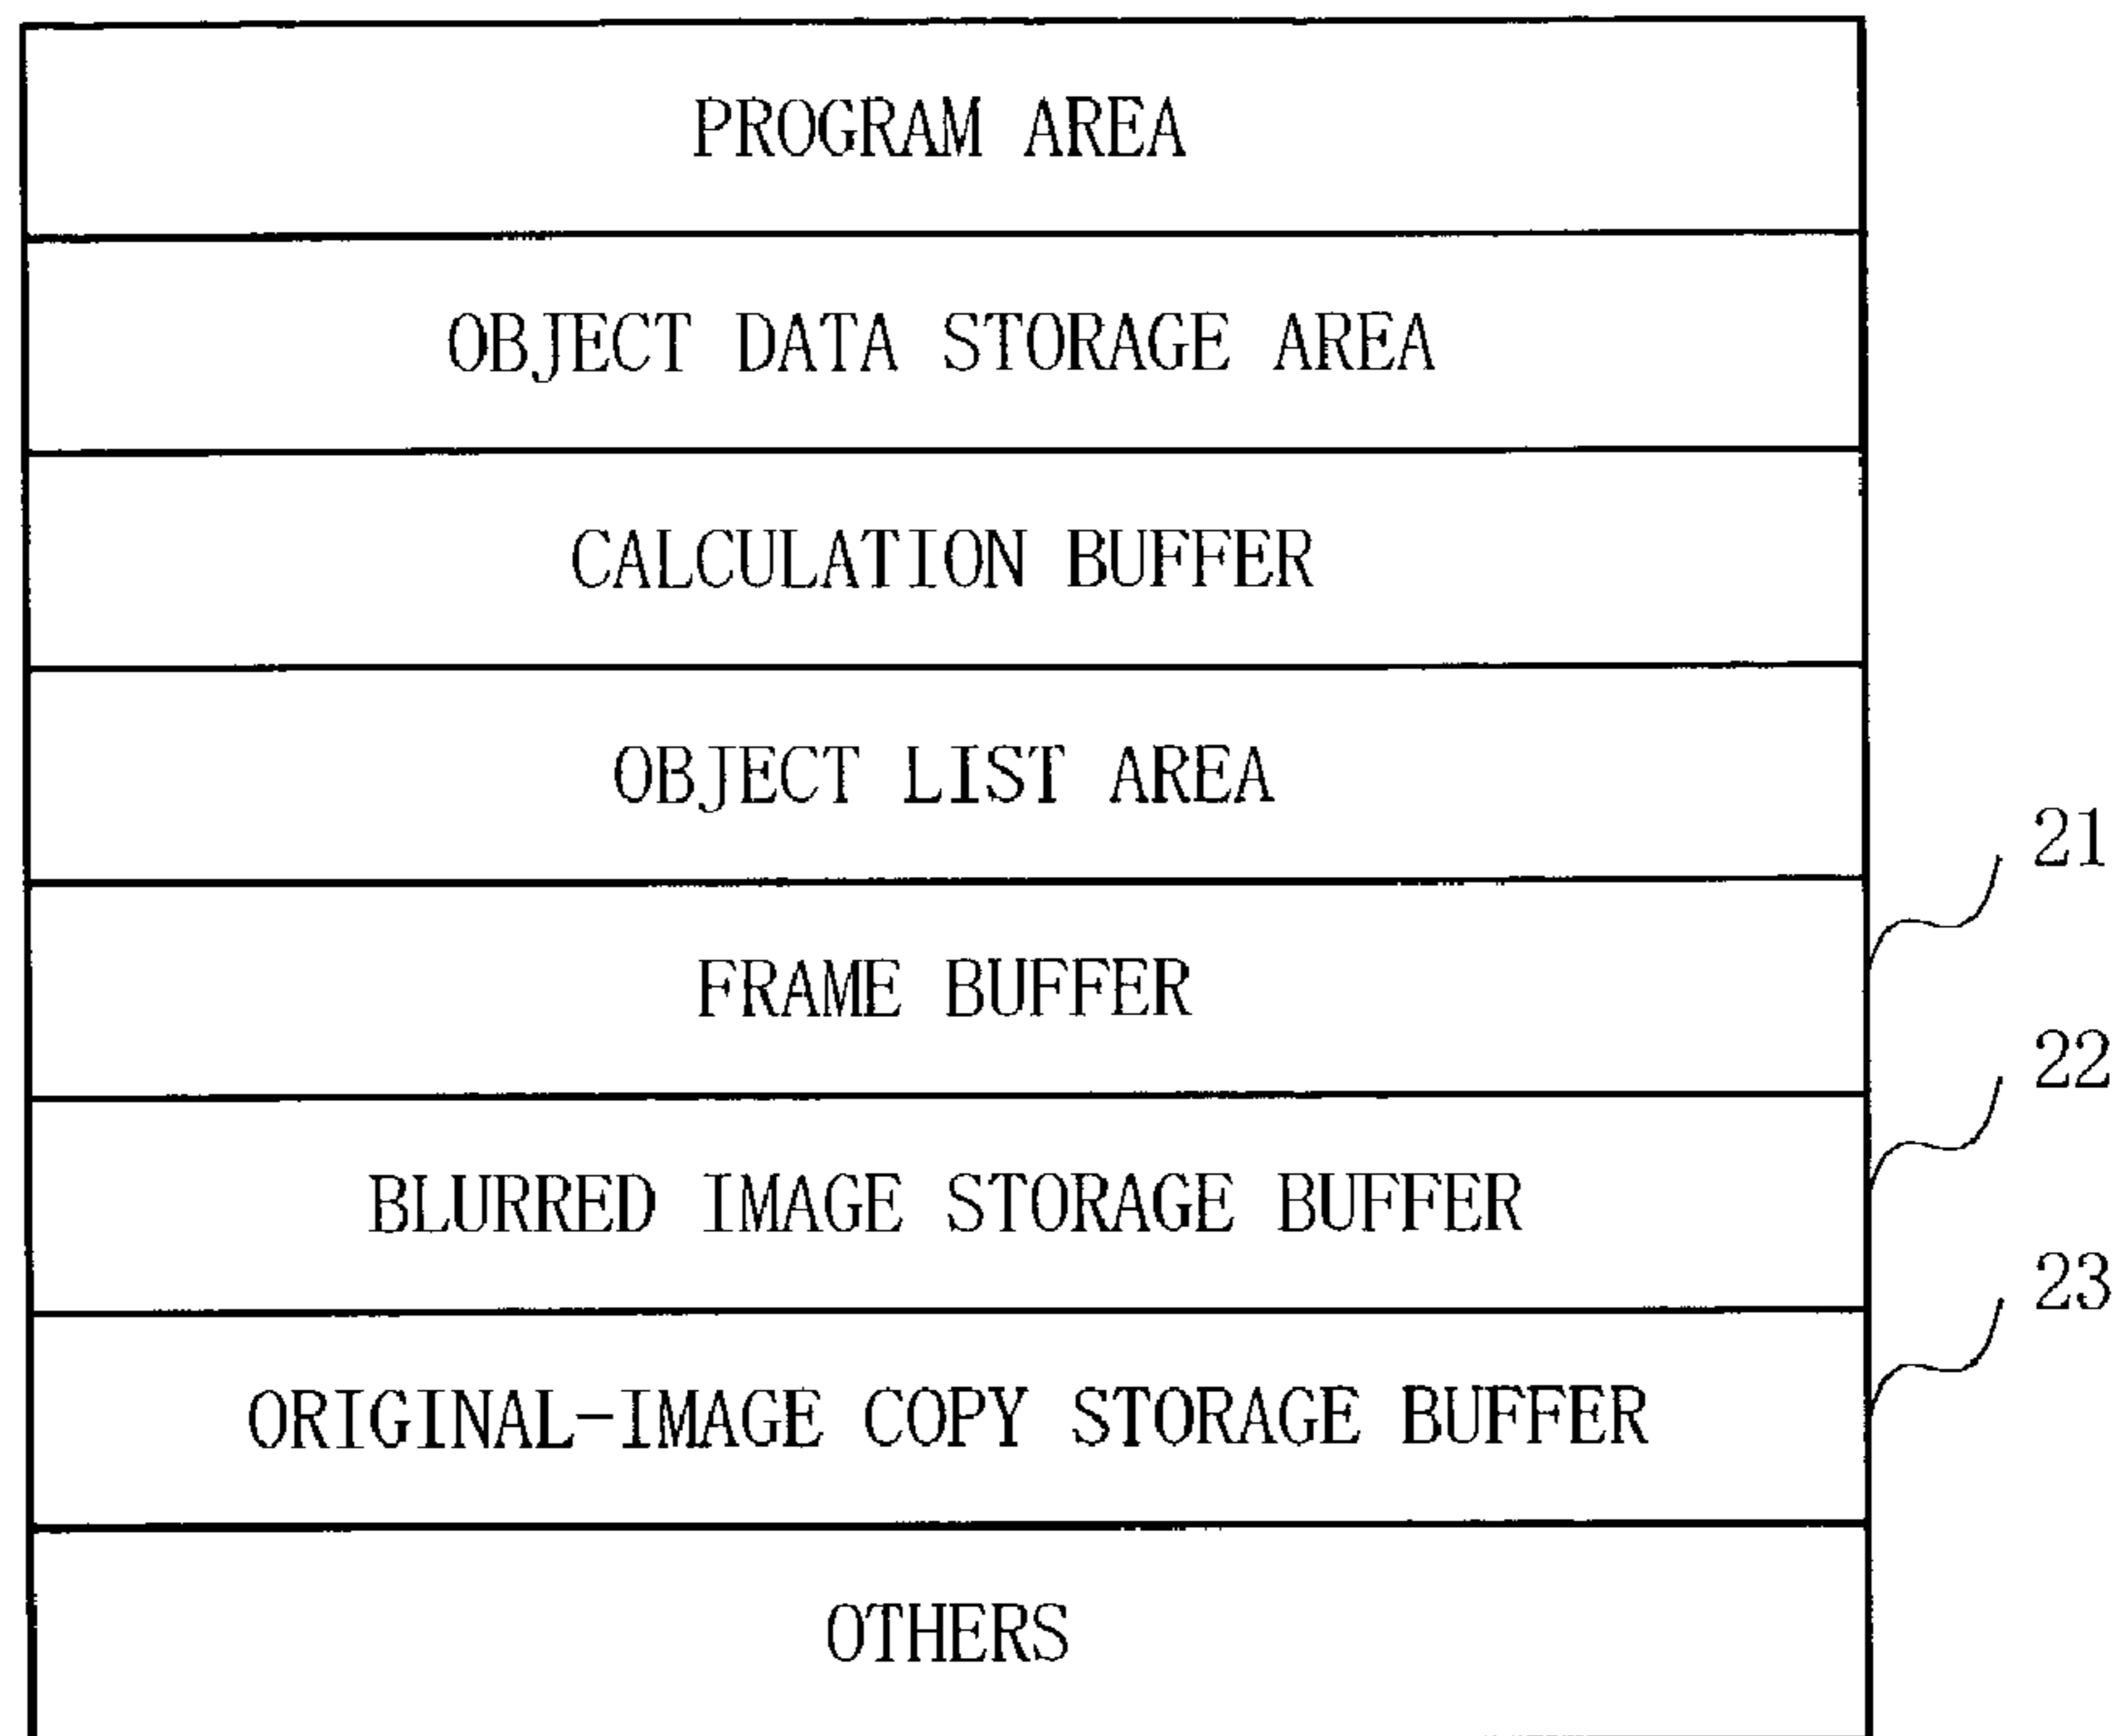 PROGRAM AREA
OBJECT DATA STORAGE AREA
CALCULATION BUFFER
OBJECT LIST AREA
21
FRAME BUFFER
22
BLURRED IMAGE STORAGE BUFFER
23
ORIGINAL-IMAGE COPY STORAGE BUFFER
OTHERS